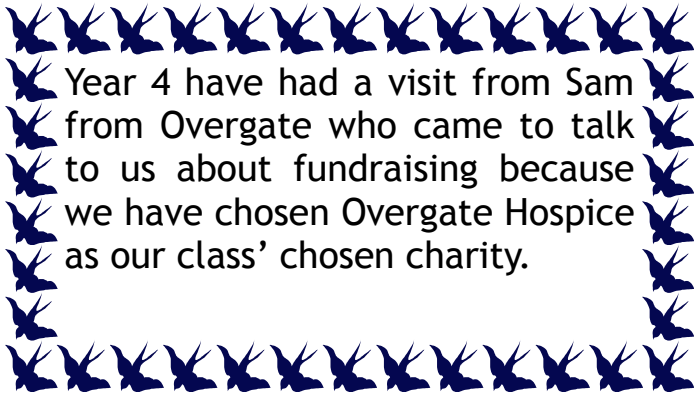 Year 4 have had a visit from Sam
from Overgate who came to talk
to us about fundraising because
we have chosen Overgate Hospice
as our class’ chosen charity.